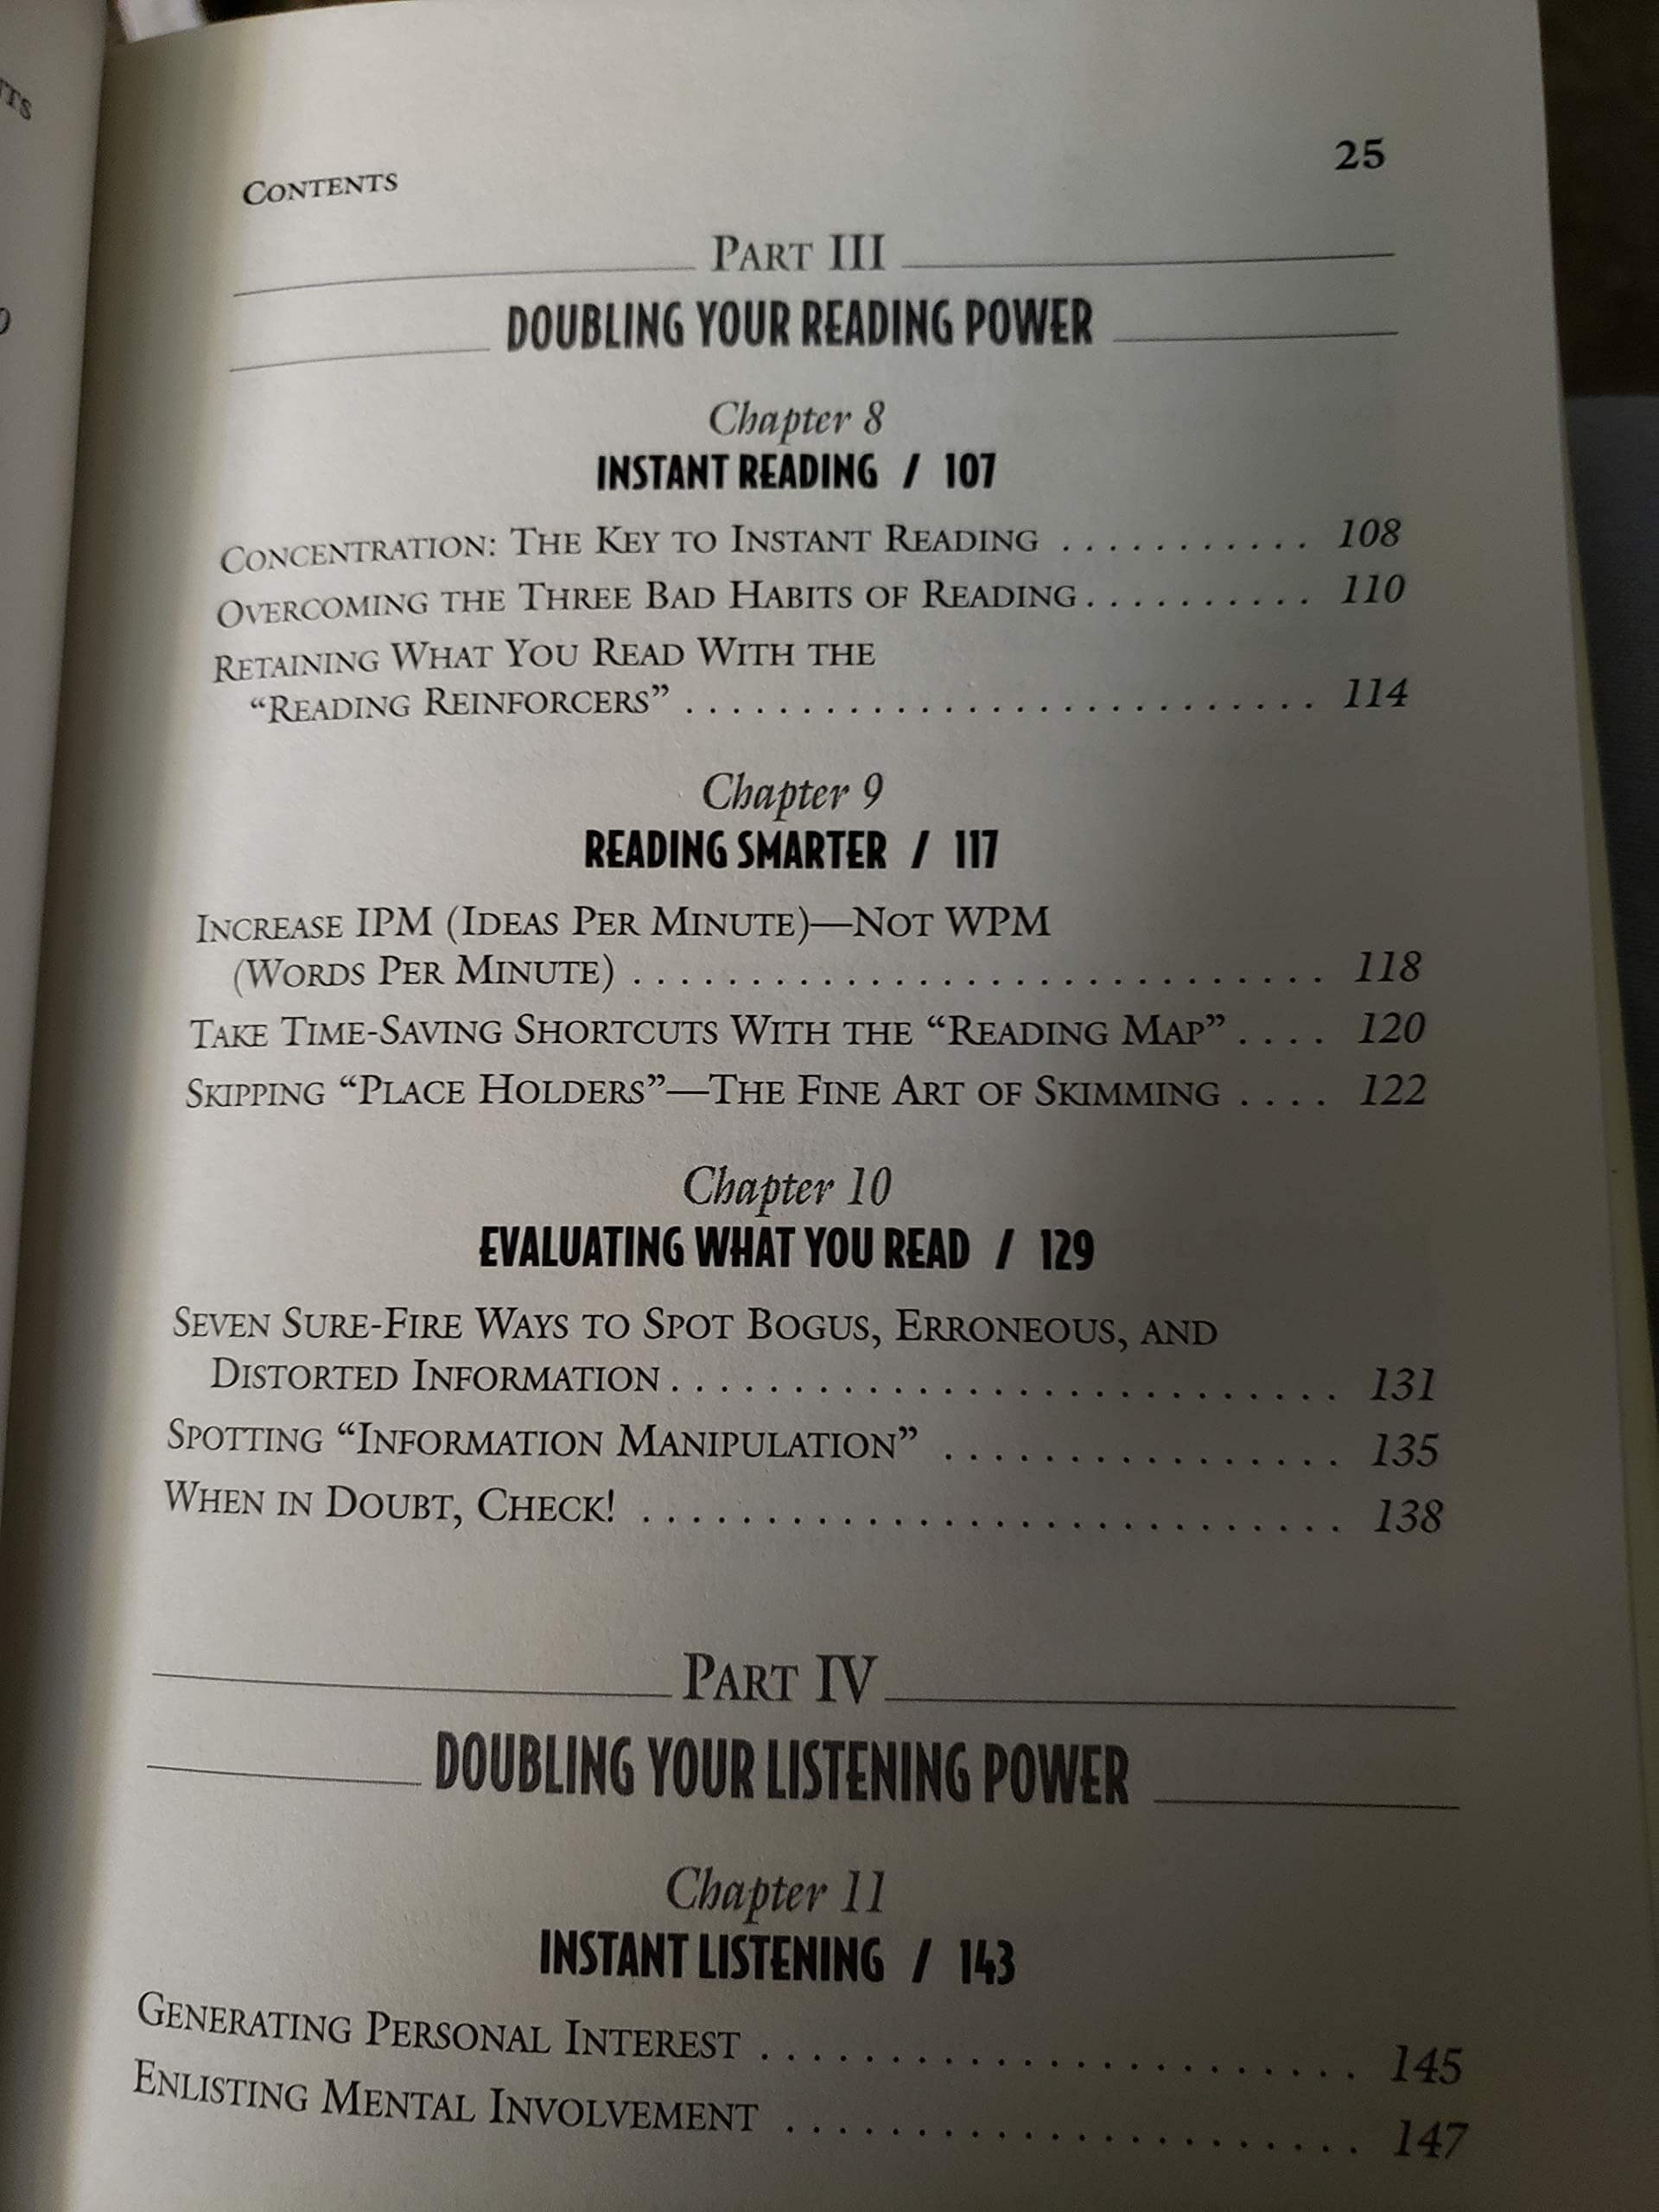 CONTENTS 25
PART III
DOUBLING YOUR READING POWER
Chapter 8
INSTANT READING / 107
CONCENTRATION: THE KEY TO INSTANT READING . . . . . . . . . . . 108
OVERCOMING THE THREE BAD HABITS OF READING . . . . . . . . . . 110
RETAINING WHAT YOU READ WITH THE
“READING REINFORCERS” . . . . . . . . . . . . . . . . . . . . . . . . . . . 114
Chapter 9
READING SMARTER / 117
INCREASE IPM (IDEAS PER MINUTE)—NOT WPM
(WORDS PER MINUTE) . . . . . . . . . . . . . . . . . . . . . . . . . . . . . 118
TAKE TIME-SAVING SHORTCUTS WITH THE “READING MAP” . . . . 120
SKIPPING “PLACE HOLDERS”—THE FINE ART OF SKIMMING . . . . 122
Chapter 10
EVALUATING WHAT YOU READ / 129
SEVEN SURE-FIRE WAYS TO SPOT BOGUS, ERRONEOUS, AND
DISTORTED INFORMATION . . . . . . . . . . . . . . . . . . . . . . . . . . . 131
SPOTTING “INFORMATION MANIPULATION” . . . . . . . . . . . . . . . . 135
WHEN IN DOUBT, CHECK! . . . . . . . . . . . . . . . . . . . . . . . . . . . . 138
PART IV
DOUBLING YOUR LISTENING POWER
Chapter 11
INSTANT LISTENING / 143
GENERATING PERSONAL INTEREST . . . . . . . . . . . . . . . . . . . . . . 145
ENLISTING MENTAL INVOLVEMENT . . . . . . . . . . . . . . . . . . . . . . 147